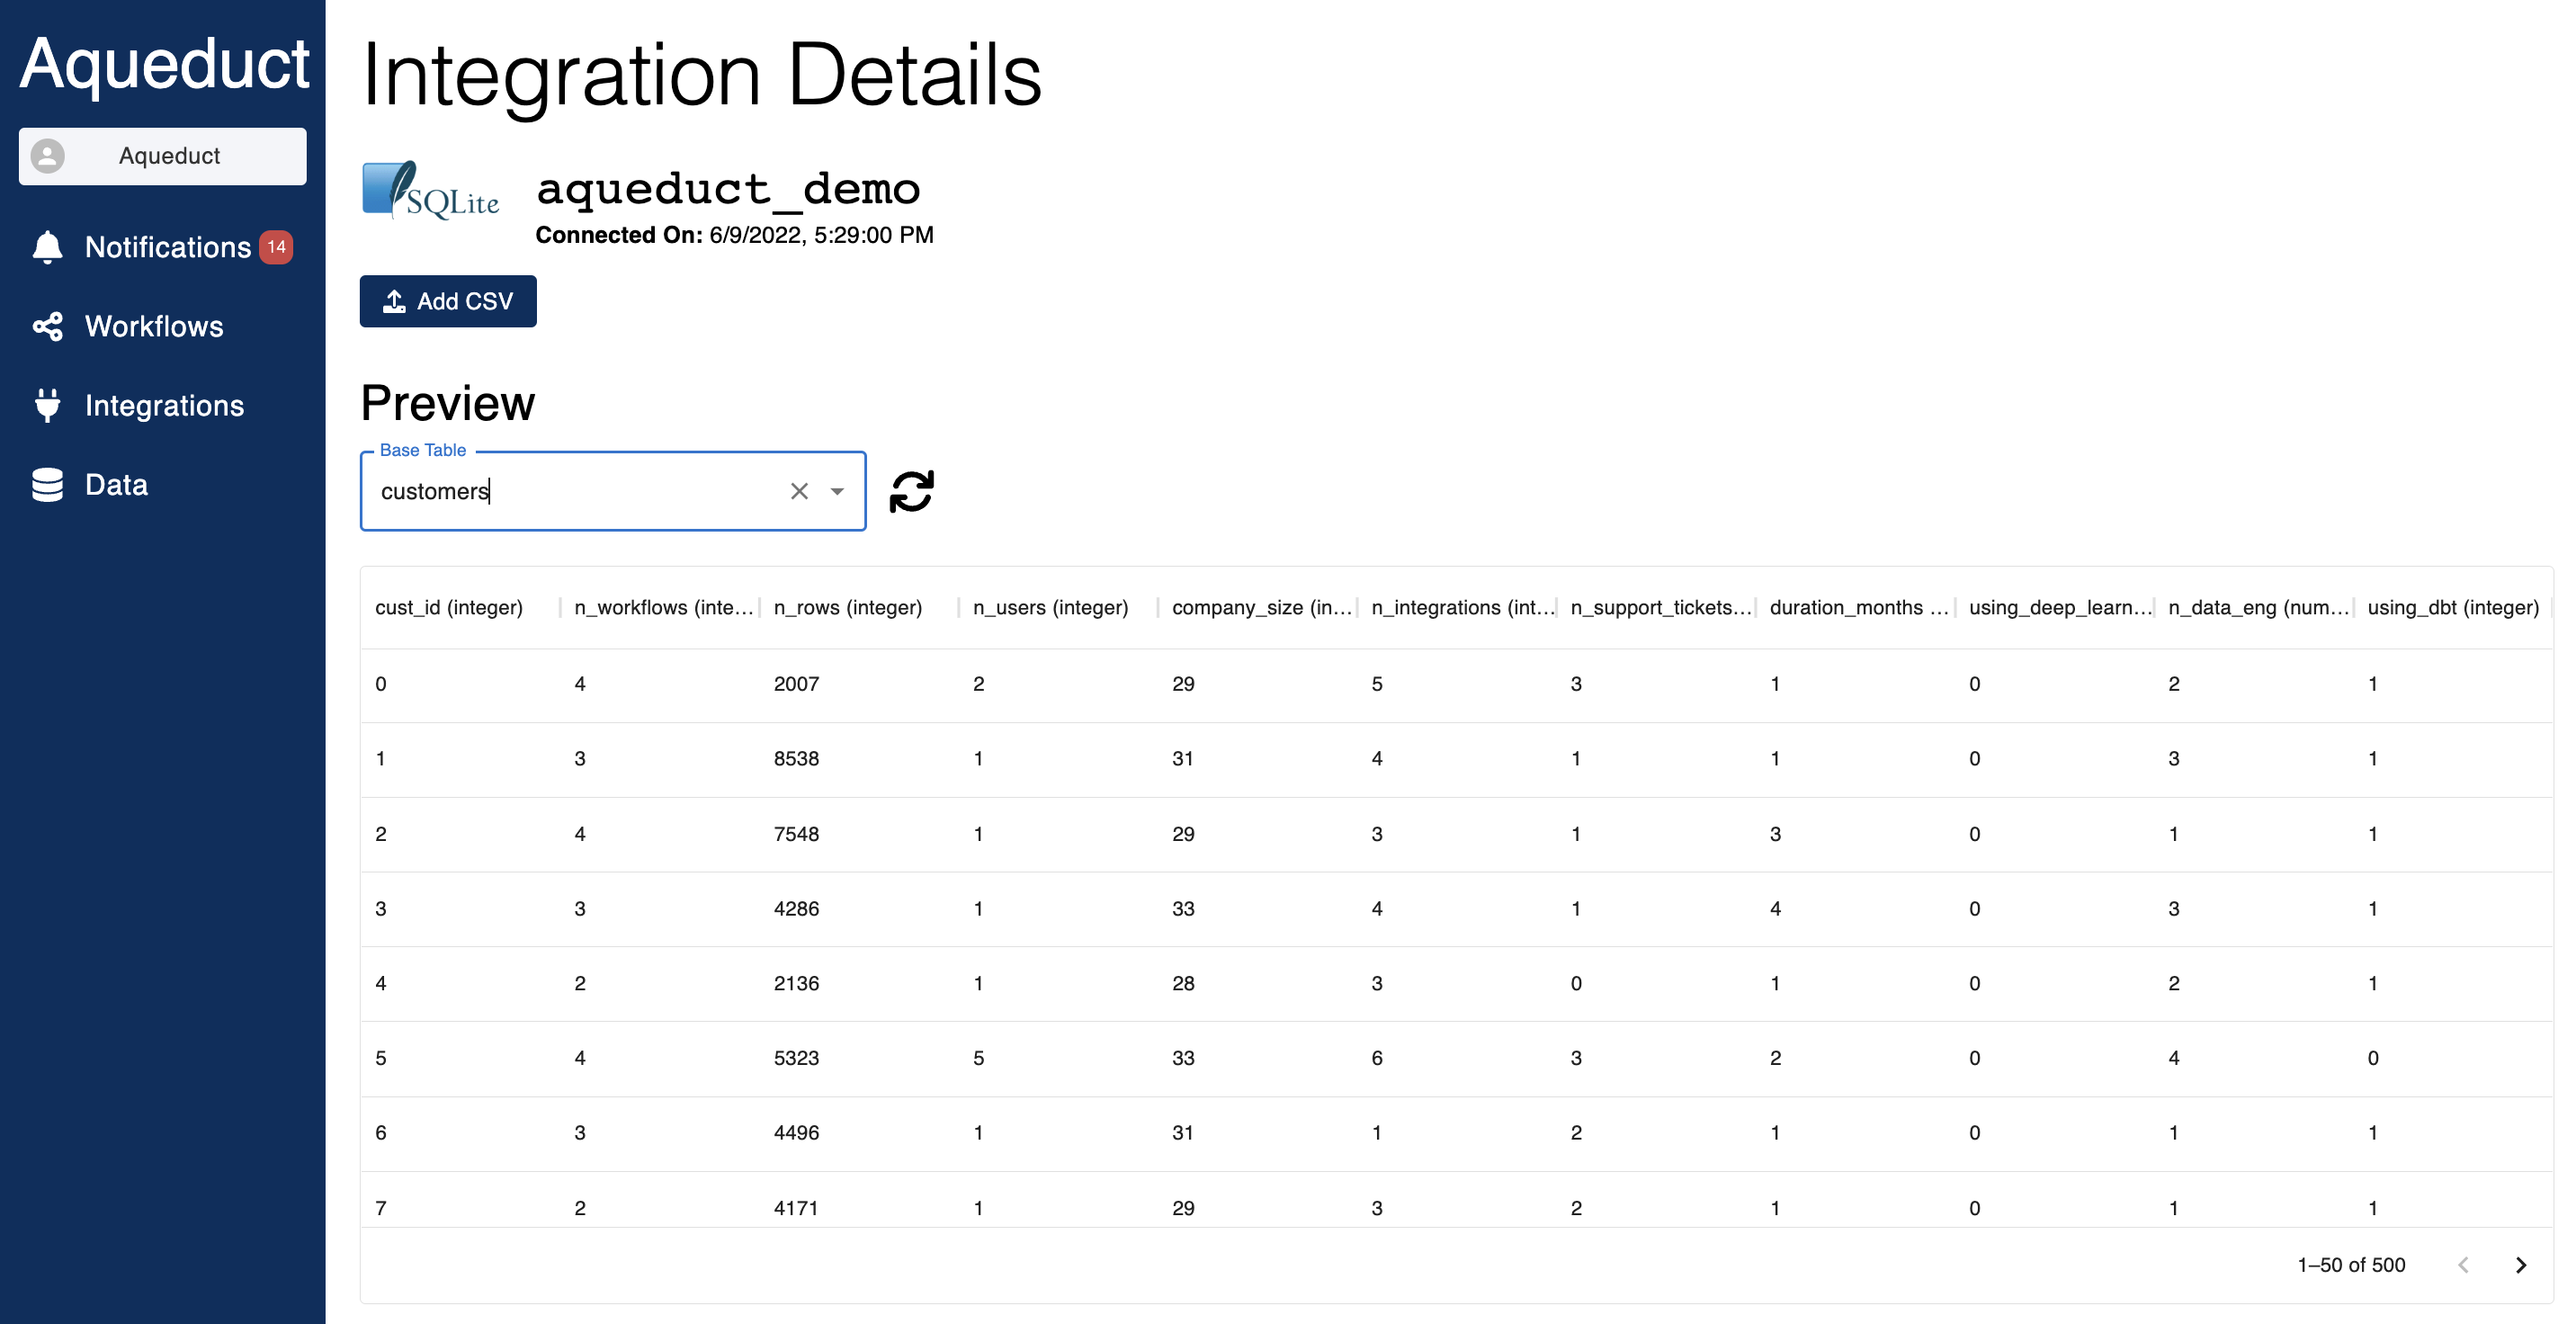 Aqueduct
Aqueduct
Notifications 14
Workflows
Integrations
Data
Integration Details
SQLite
aqueduct_demo
Connected On: 6/9/2022, 5:29:00 PM
Add CSV
Preview
Base Table
customers
cust_id (integer) n_workflows (inte... n_rows (integer) n_users (integer) company_size (in... n_integrations (int... n_support_tickets... duration_months ... using_deep_learn... n_data_eng (num... using_dbt (integer)
0 4 2007 2 29 5 3 1 0 2 1
1 3 8538 1 31 4 1 1 0 3 1
2 4 7548 1 29 3 1 3 0 1 1
3 3 4286 1 33 4 1 4 0 3 1
4 2 2136 1 28 3 0 1 0 2 1
5 4 5323 5 33 6 3 2 0 4 0
6 3 4496 1 31 1 2 1 0 1 1
7 2 4171 1 29 3 2 1 0 1 1
1–50 of 500